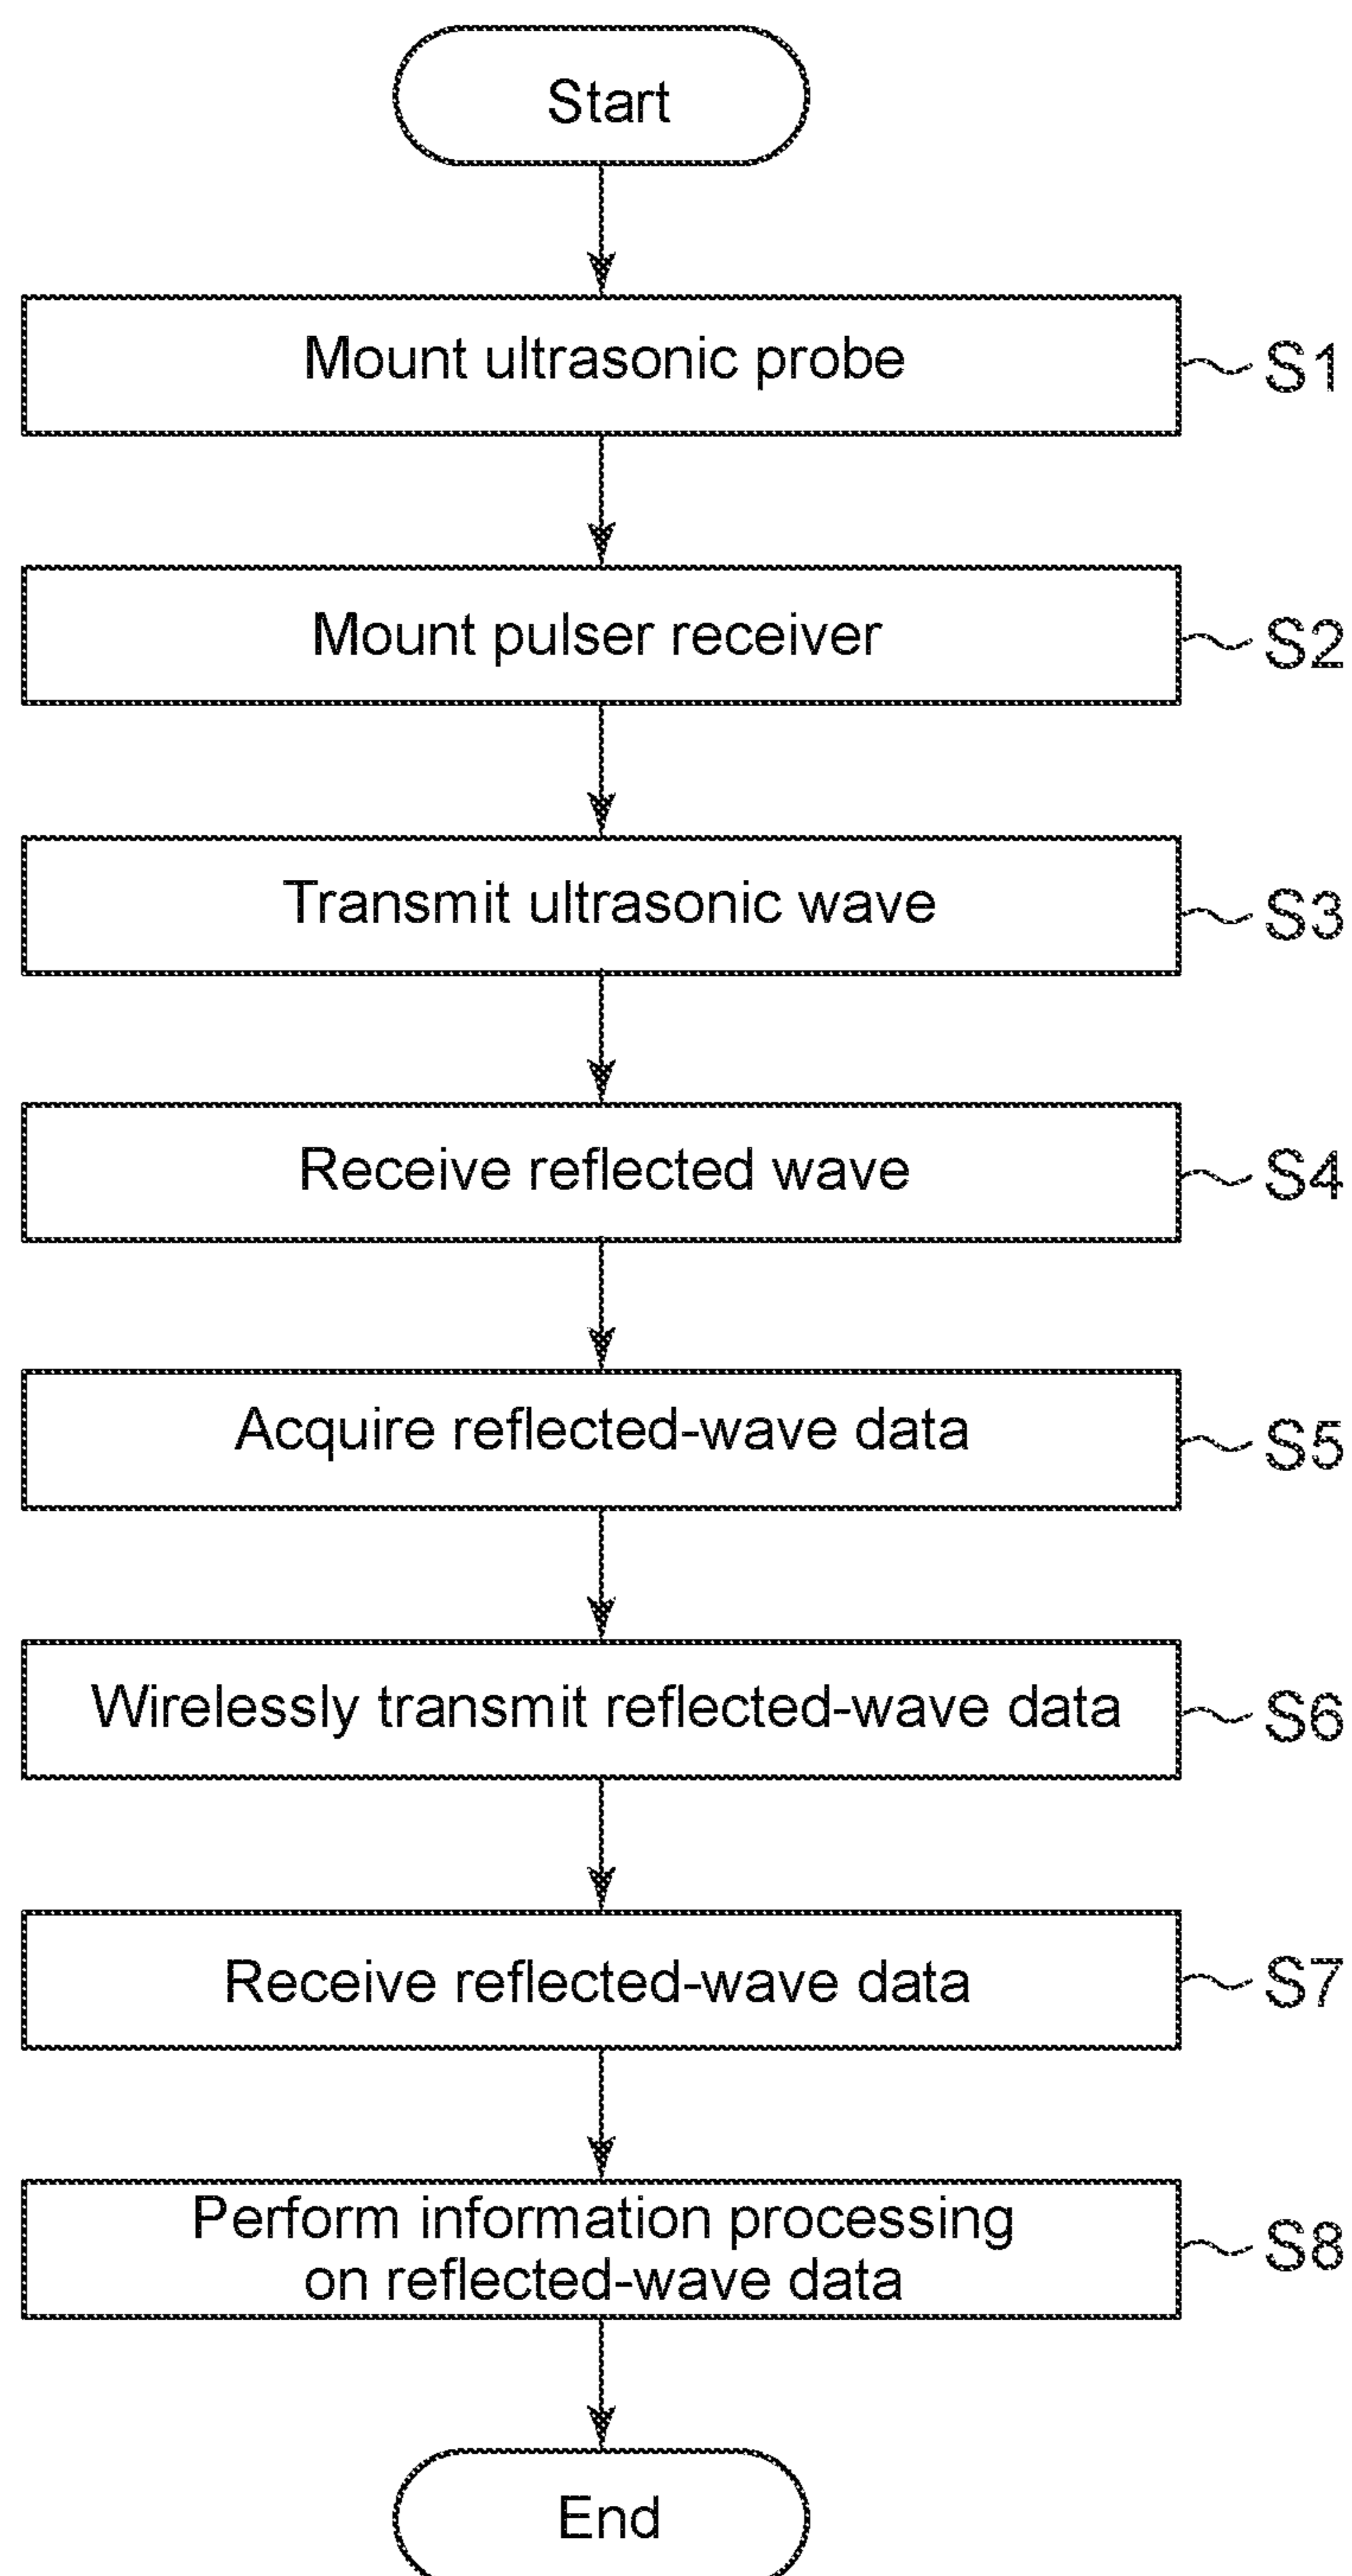 Start
Mount ultrasonic probe
S1
Mount pulser receiver
S2
Transmit ultrasonic wave
S3
Receive reflected wave
S4
Acquire reflected-wave data
S5
Wirelessly transmit reflected-wave data
S6
Receive reflected-wave data
S7
Perform information processing
on reflected-wave data
S8
End